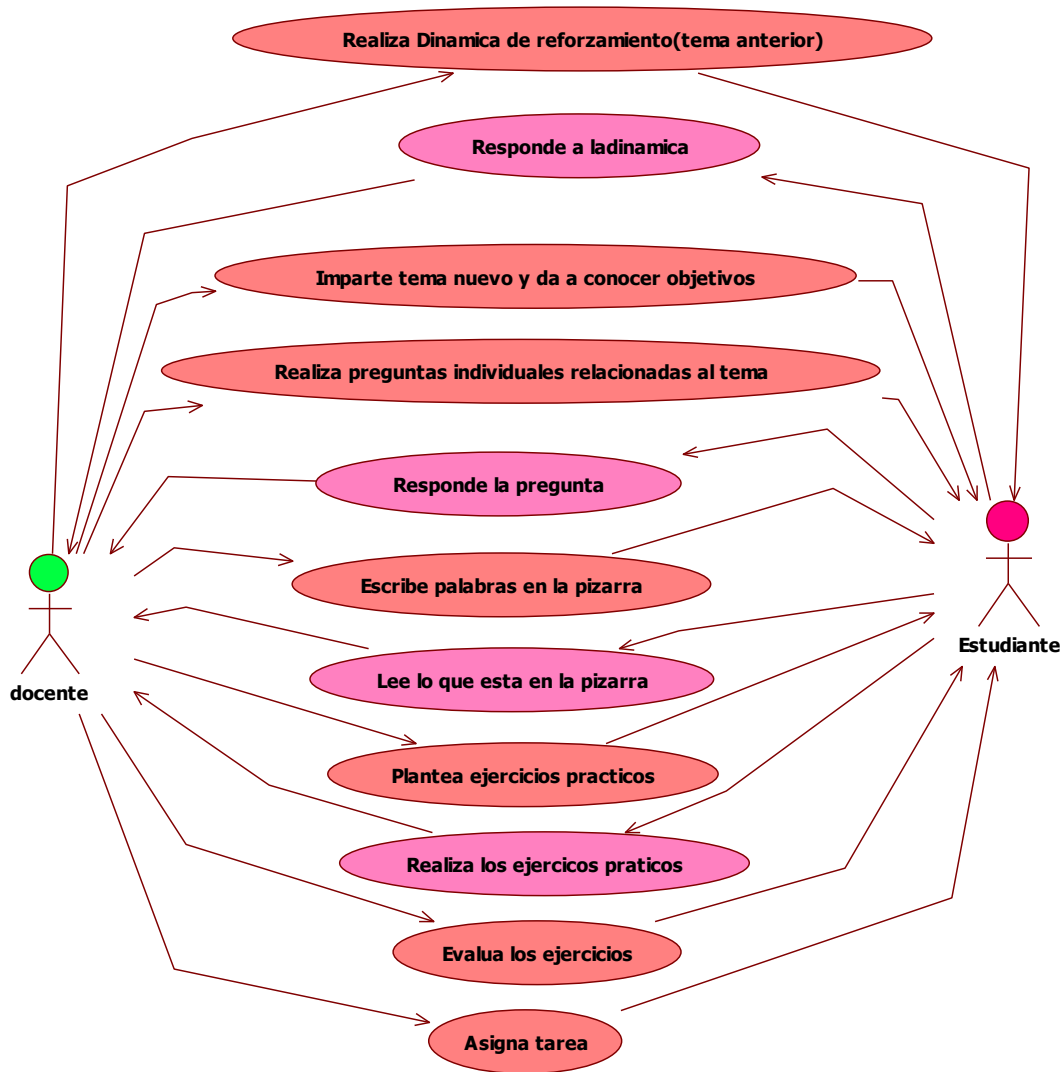 Realiza Dinamica de reforzamiento(tema anterior)
Responde a ladinamica
Imparte tema nuevo y da a conocer objetivos
Realiza preguntas individuales relacionadas al tema
Responde la pregunta
Escribe palabras en la pizarra
Estudiante
Lee lo que esta en la pizarra
docente
Plantea ejercicios practicos
Realiza los ejercicos praticos
Evalua los ejercicios
Asigna tarea